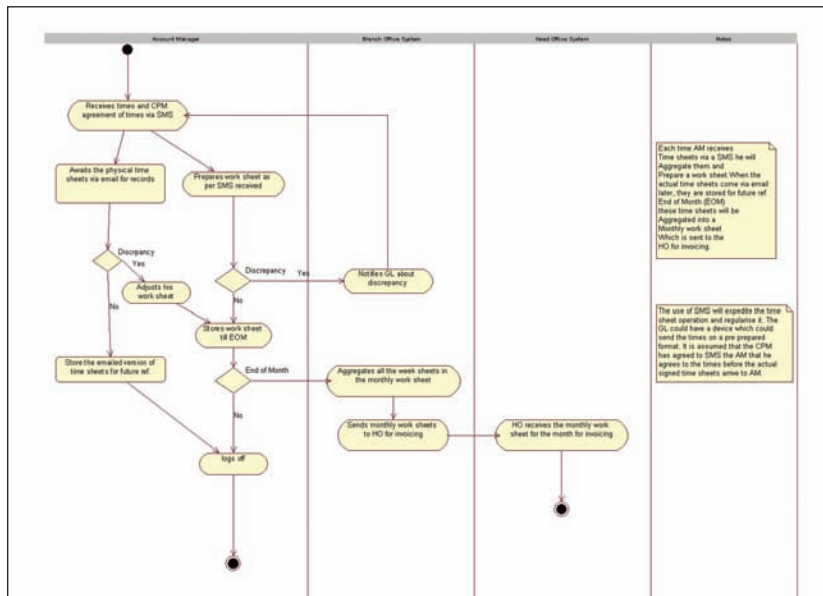 Account Manager
Branch Office System
Head Office System
Notes
Receives times and CPM
agreement of times via SMS
Awaits the physical time
sheets via email for records
Prepares work sheet as
per SMS received
Each time AM receives
Time sheets via a SMS he will
Aggregate them and
Prepare a work sheet.When the
actual time sheets come via email
later, they are stored for future ref.
End of Month (EOM)
these time sheets will be
Aggregated into a
Monthly work sheet
Which is sent to the
HO for invoicing.
Discrpancy
Yes
Discrepancy
Yes
Notifies GL about
discrepancy
Adjusts his
work sheet
No
No
Stores work sheet
till EOM
The use of SMS will expedite the time
sheet operation and regularise it. The
GL could have a device which could
send the times on a pre prepared
format. It is assumed that the CPM
has agreed to SMS the AM that he
agrees to the times before the actual
signed time sheets arrive to AM.
Store the emailed version of
time sheets for future ref.
End of Month
Aggregates all the week sheets in
the monthly work sheet
No
Sends monthly work sheets
to HO for invoicing
HO receives the monthly work
sheet for the month for invoicing
logs off